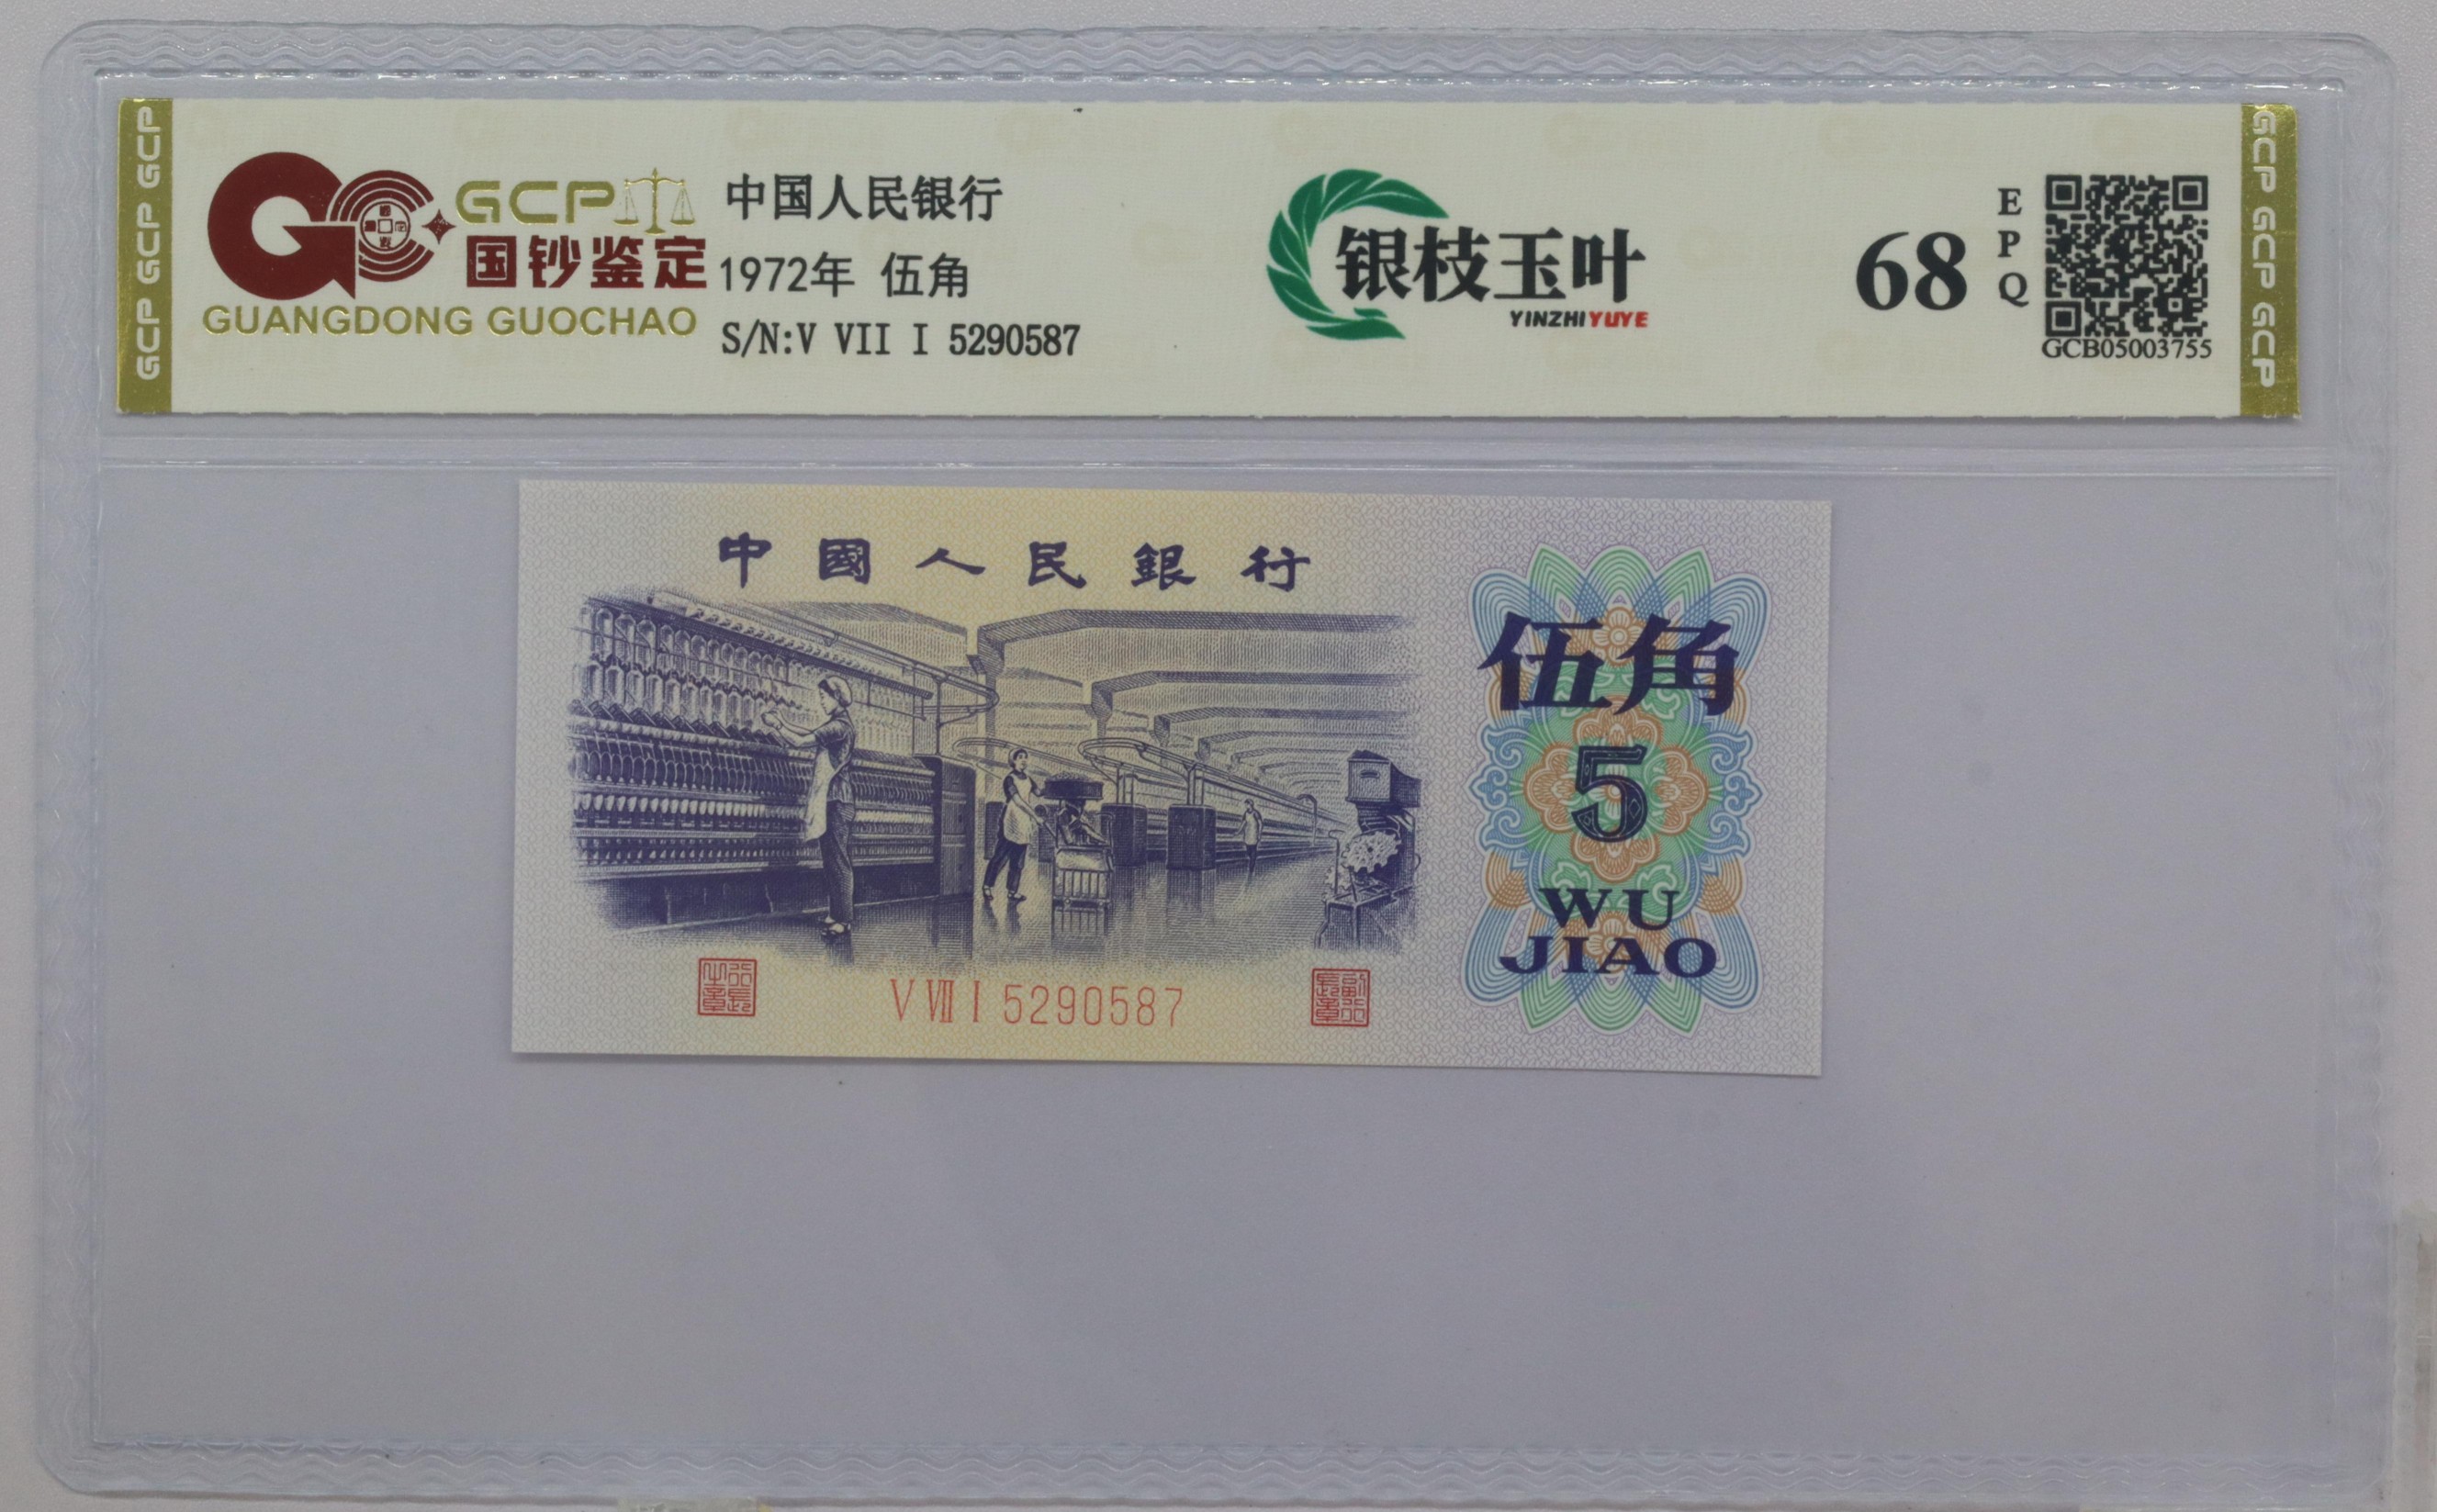 GCP GCP GCP
GCP
国钞鉴定
GUANGDONG GUOCHAO
中国人民银行
1972年 伍角
S/N:V VII I 5290587
银枝玉叶
YINZHIYUYE
68
EPQ
GCB05003755
GCP GCP GCP
中國人民銀行
伍角
5
WU
JIAO
V VII I 5290587